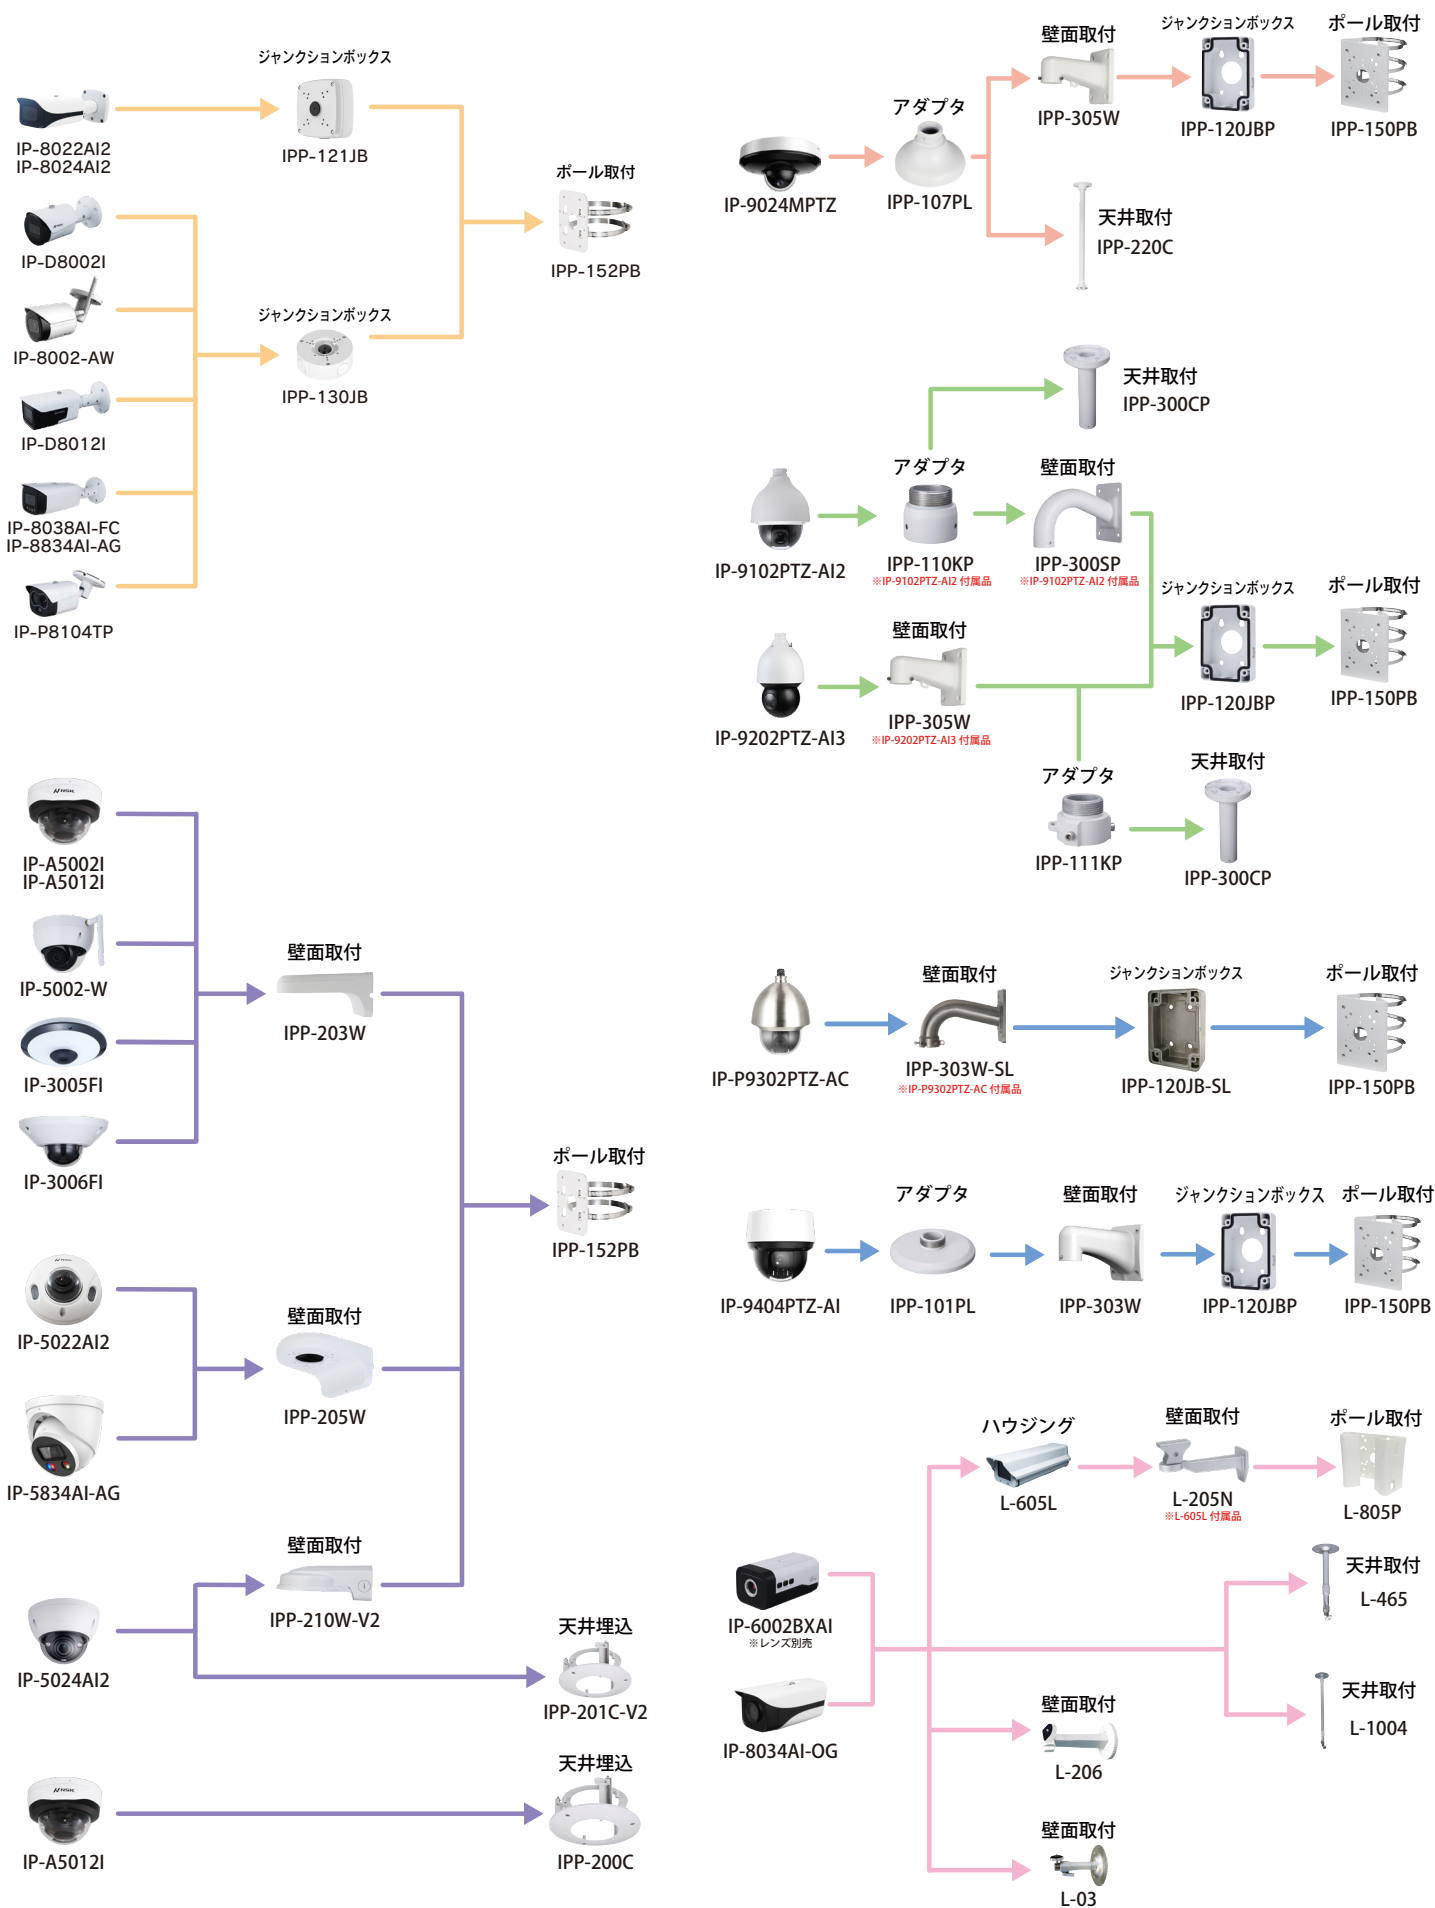 ジャンクションボックス
IP-8022AI2
IP-8024AI2
IPP-121JB
IP-D8002I
ポール取付
IPP-152PB
IP-8002-AW
ジャンクションボックス
IPP-130JB
IP-D8012I
IP-8038AI-FC
IP-8834AI-AG
IP-P8104TP
NSK
IP-A5002I
IP-A5012I
IP-5002-W
壁面取付
IPP-203W
IP-3005FI
IP-3006FI
ポール取付
IPP-152PB
IP-5022AI2
壁面取付
IPP-205W
IP-5834AI-AG
壁面取付
IPP-210W-V2
IP-5024AI2
天井埋込
IPP-201C-V2
NSK
IP-A5012I
天井埋込
IPP-200C
IP-9024MPTZ
アダプタ
IPP-107PL
壁面取付
IPP-305W
ジャンクションボックス
IPP-120JBP
ポール取付
IPP-150PB
天井取付
IPP-220C
天井取付
IPP-300CP
IP-9102PTZ-AI2
アダプタ
IPP-110KP
※IP-9102PTZ-AI2 付属品
壁面取付
IPP-300SP
※IP-9102PTZ-AI2 付属品
ジャンクションボックス
IPP-120JBP
ポール取付
IPP-150PB
IP-9202PTZ-AI3
壁面取付
IPP-305W
※IP-9202PTZ-AI3 付属品
アダプタ
IPP-111KP
天井取付
IPP-300CP
IP-P9302PTZ-AC
壁面取付
IPP-303W-SL
※IP-P9302PTZ-AC 付属品
ジャンクションボックス
IPP-120JB-SL
ポール取付
IPP-150PB
IP-9404PTZ-AI
アダプタ
IPP-101PL
壁面取付
IPP-303W
ジャンクションボックス
IPP-120JBP
ポール取付
IPP-150PB
ハウジング
L-605L
壁面取付
L-205N
※L-605L 付属品
ポール取付
L-805P
IP-6002BXAI
※レンズ別売
天井取付
L-465
IP-8034AI-OG
天井取付
L-1004
壁面取付
L-206
壁面取付
L-03